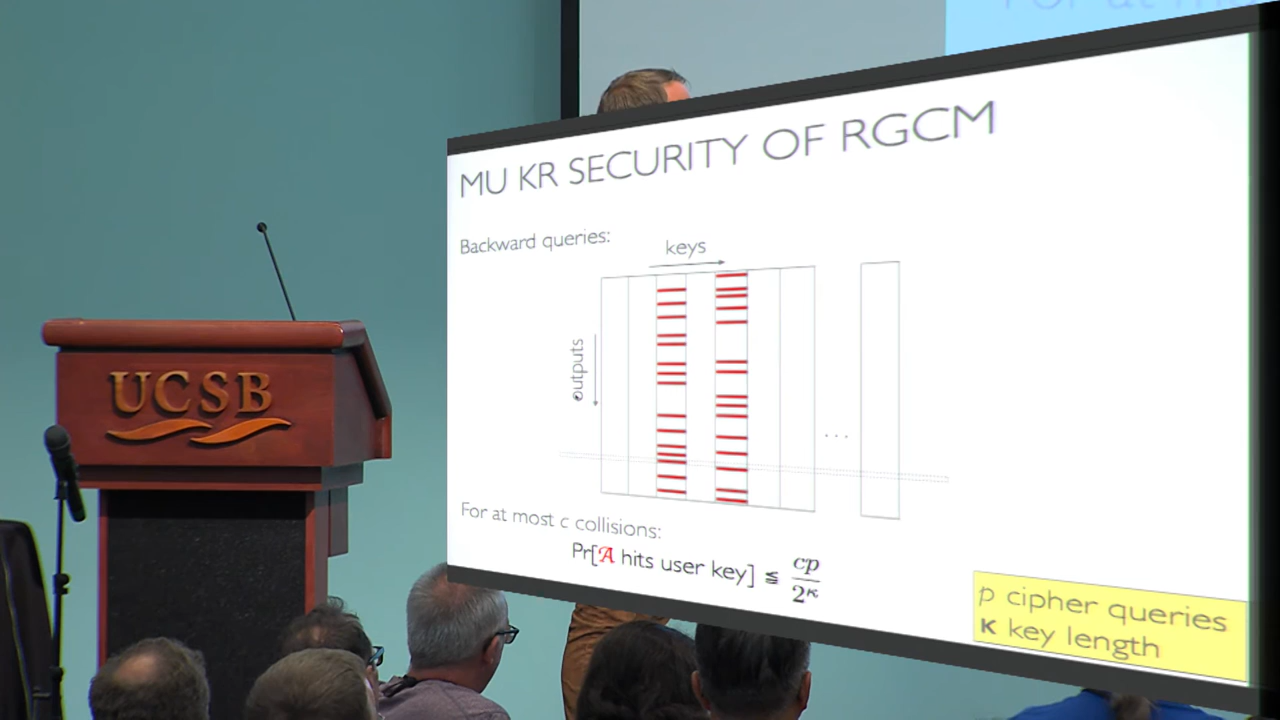 MU KR SECURITY OF RGCM
Backward queries:
keys
outputs
...
For at most c collisions:
Pr[A hits user key] ≤ cp/2^κ
p cipher queries
κ key length
UCSB